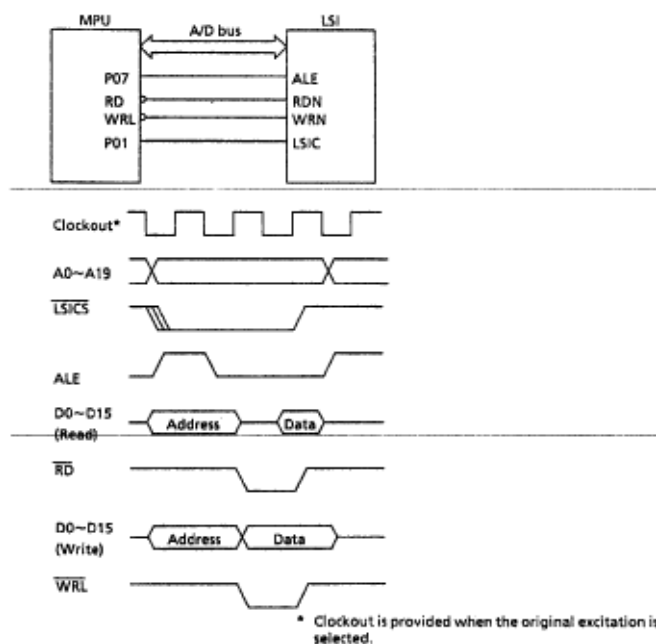 MPU
LSI
A/D bus
P07
ALE
RD
RDN
WRL
WRN
P01
LSIC
Clockout*
A0~A19
LSICS
ALE
D0~D15
(Read)
Address
Data
RD
D0~D15
(Write)
Address
Data
WRL
* Clockout is provided when the original excitation is
selected.